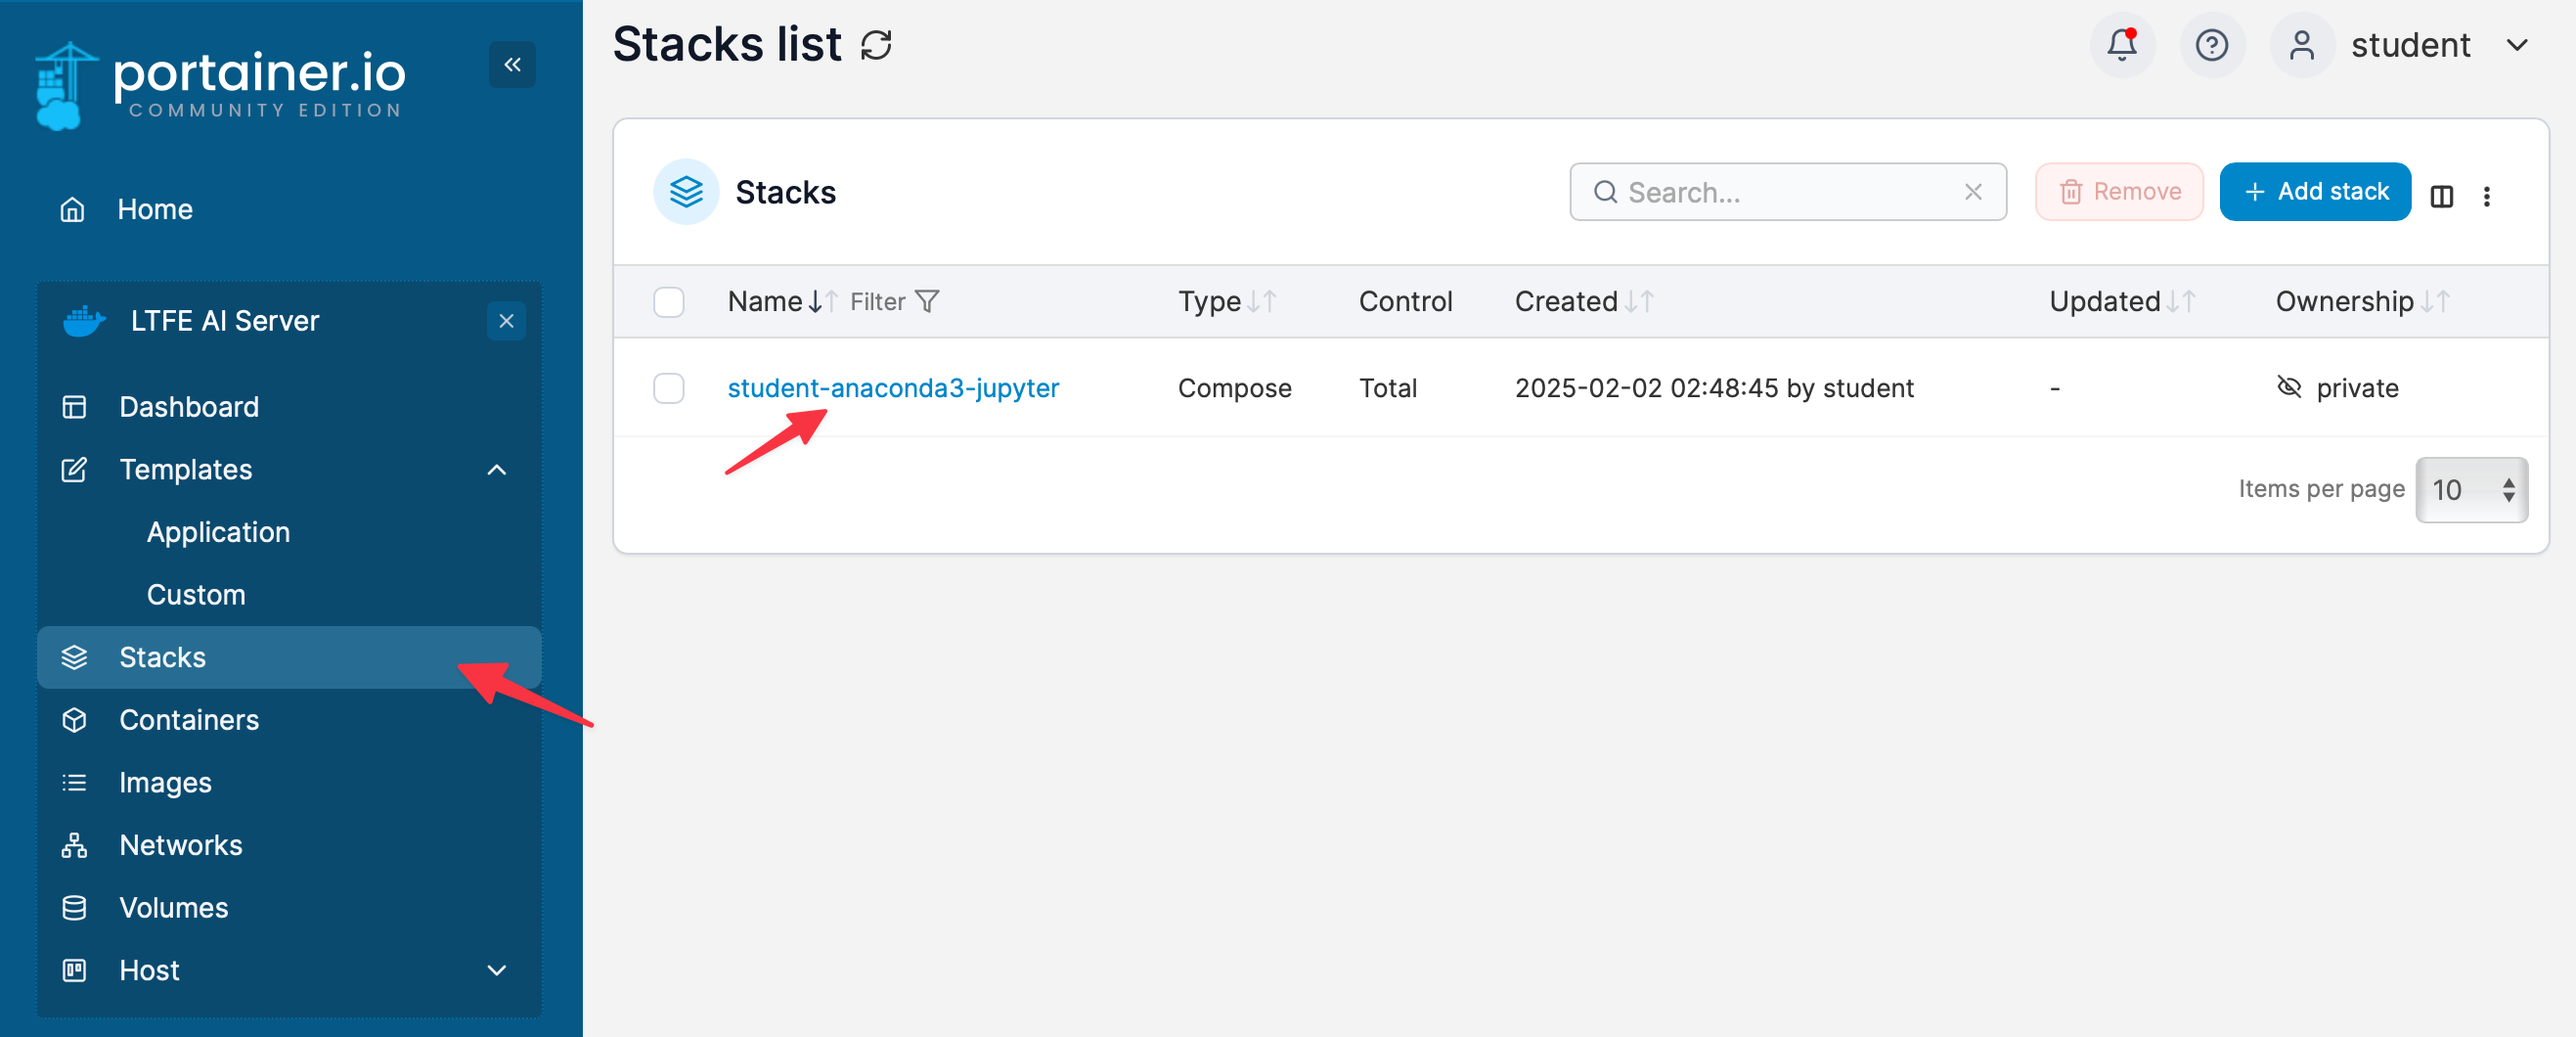 portainer.io
COMMUNITY EDITION
Home
LTFE AI Server
Dashboard
Templates
Application
Custom
Stacks
Containers
Images
Networks
Volumes
Host
Stacks list
student
Stacks
Search...
Remove
Add stack
Name Filter Type Control Created Updated Ownership
student-anaconda3-jupyter Compose Total 2025-02-02 02:48:45 by student - private
Items per page 10